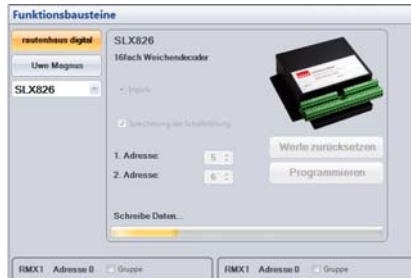 Funktionsbausteine
rautenhaus digital
Uwe Magnus
SLX826
SLX826
16fach Weichendecoder
Impuls
Speicherung der Schaltstellung
1. Adresse: 5
2. Adresse: 6
Werte zurücksetzen
Programmieren
Schreibe Daten...
RMX1 Adresse 0 Gruppe
RMX1 Adresse 0 Gruppe